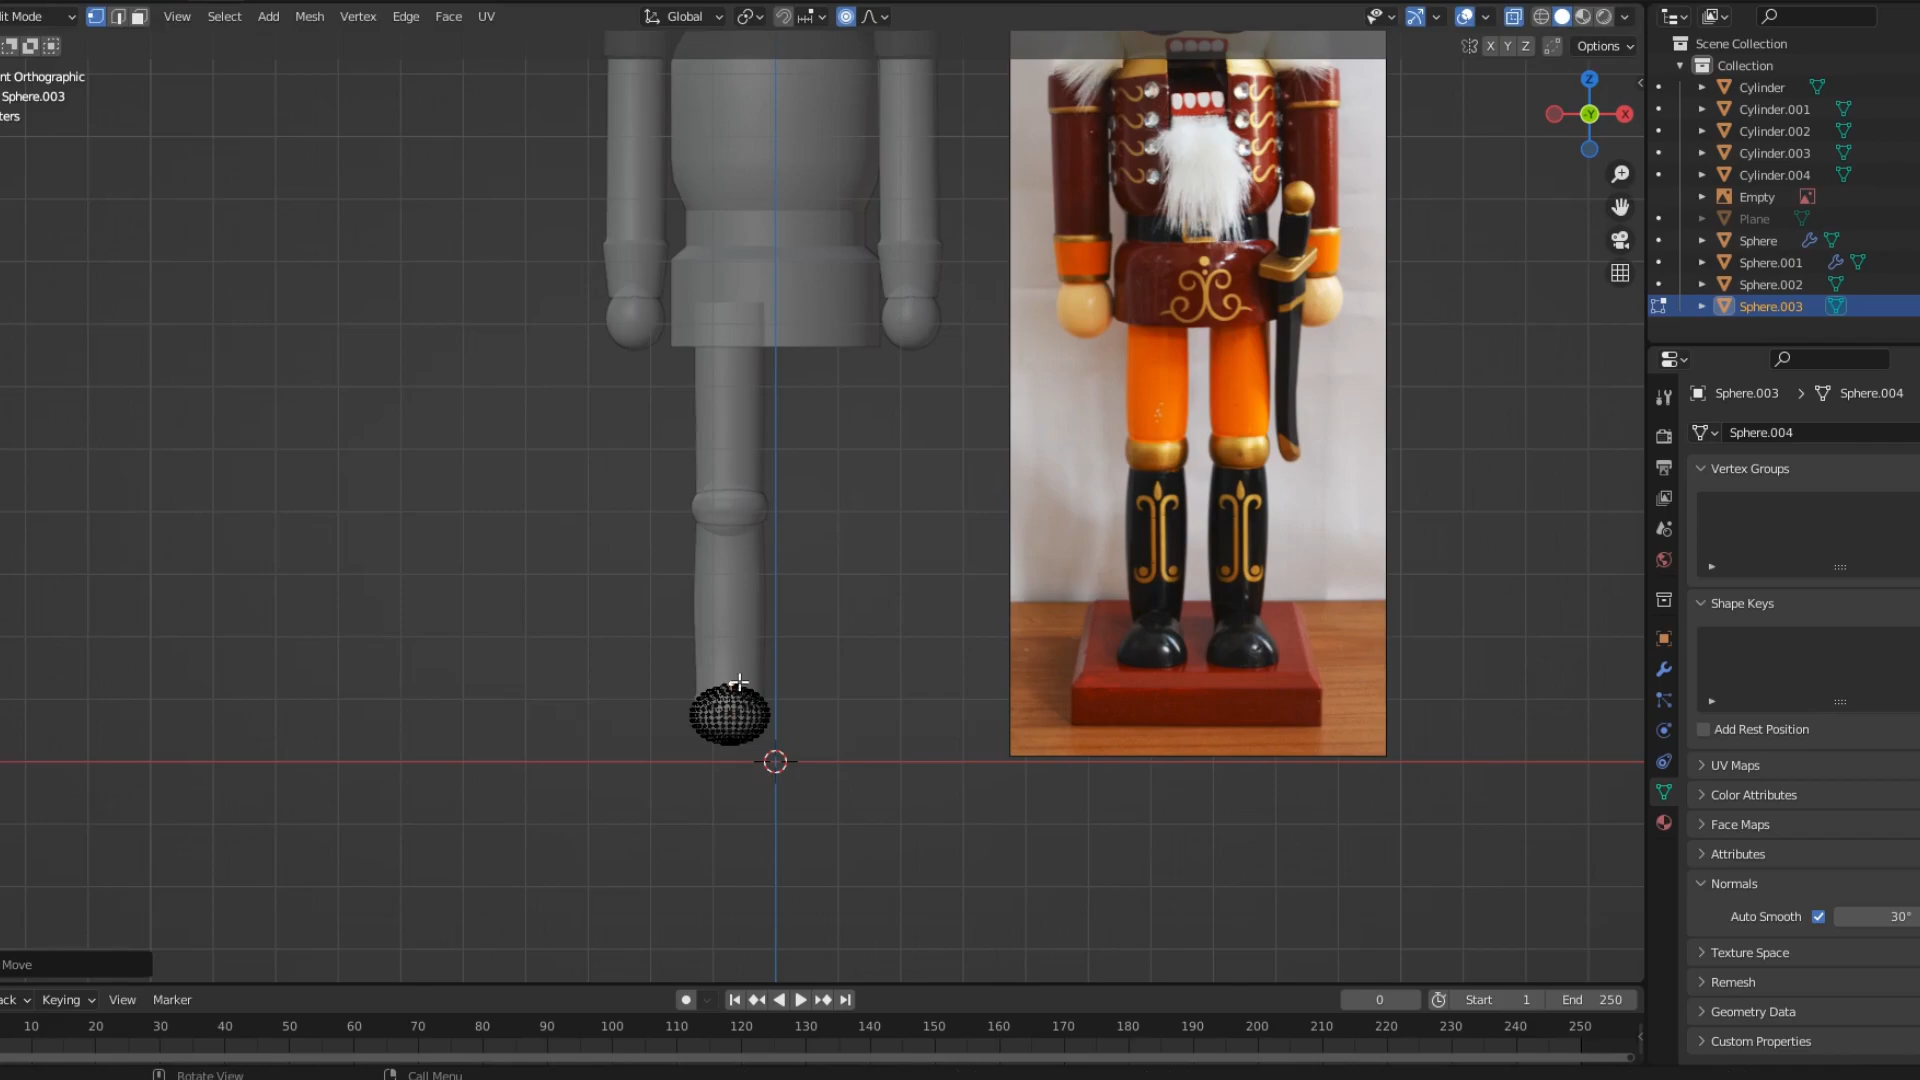 dit Mode
View
Select
Add
Mesh
Vertex
Edge
Face
UV
Global
X Y Z
Options
nt Orthographic
Sphere.003
ters
Z
-Y
X
Scene Collection
Collection
Cylinder
Cylinder.001
Cylinder.002
Cylinder.003
Cylinder.004
Empty
Plane
Sphere
Sphere.001
Sphere.002
Sphere.003
Sphere.003 > Sphere.004
Sphere.004
Vertex Groups
Shape Keys
Add Rest Position
UV Maps
Color Attributes
Face Maps
Attributes
Normals
Auto Smooth 30°
Texture Space
Remesh
Geometry Data
Custom Properties
Move
ack
Keying
View
Marker
0
Start 1
End 250
10 20 30 40 50 60 70 80 90 100 110 120 130 140 150 160 170 180 190 200 210 220 230 240 250
Rotate View
Call Menu